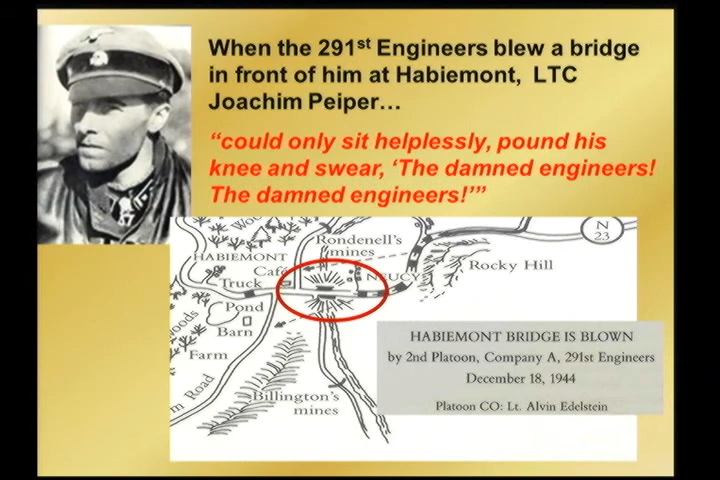 When the 291st Engineers blew a bridge
in front of him at Habiemont, LTC
Joachim Peiper…
“could only sit helplessly, pound his
knee and swear, ‘The damned engineers!
The damned engineers!’”
Rondenell's
mines
N
23
HABIEMONT
Café
Truck
NEUCY
Rocky Hill
Pond
Barn
Farm
Road
Billington's
mines
HABIEMONT BRIDGE IS BLOWN
by 2nd Platoon, Company A, 291st Engineers
December 18, 1944
Platoon CO: Lt. Alvin Edelstein